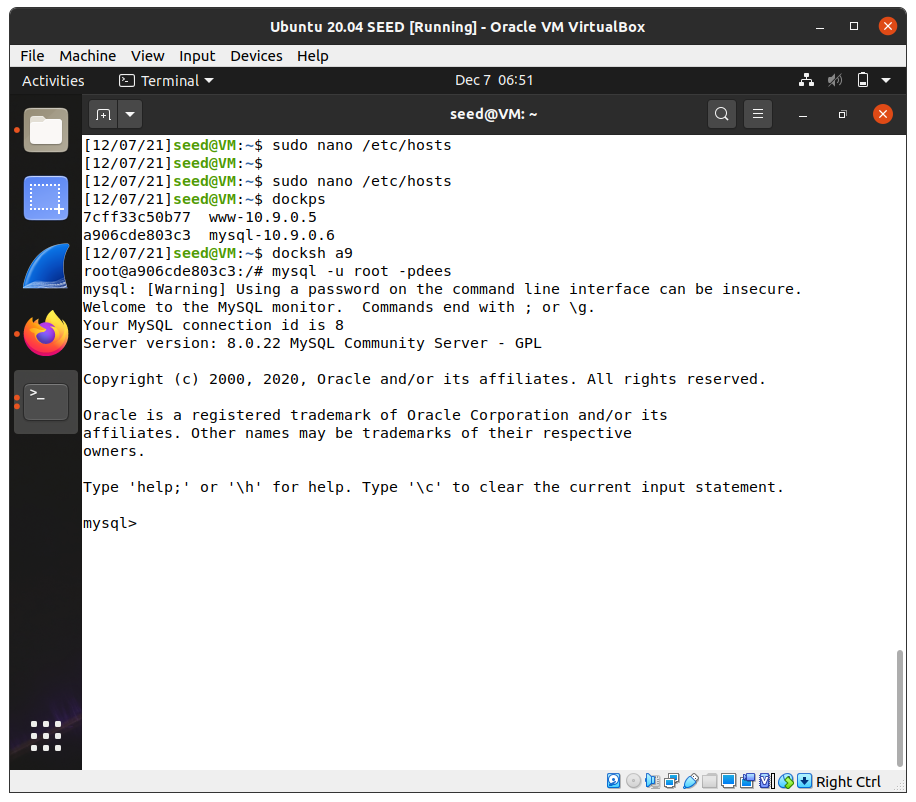 Ubuntu 20.04 SEED [Running] - Oracle VM VirtualBox
File Machine View Input Devices Help
Activities Terminal Dec 7 06:51
seed@VM: ~
[12/07/21]seed@VM:~$ sudo nano /etc/hosts
[12/07/21]seed@VM:~$
[12/07/21]seed@VM:~$ sudo nano /etc/hosts
[12/07/21]seed@VM:~$ dockps
7cff33c50b77  www-10.9.0.5
a906cde803c3  mysql-10.9.0.6
[12/07/21]seed@VM:~$ docksh a9
root@a906cde803c3:/# mysql -u root -pdees
mysql: [Warning] Using a password on the command line interface can be insecure.
Welcome to the MySQL monitor.  Commands end with ; or \g.
Your MySQL connection id is 8
Server version: 8.0.22 MySQL Community Server - GPL
Copyright (c) 2000, 2020, Oracle and/or its affiliates. All rights reserved.
Oracle is a registered trademark of Oracle Corporation and/or its
affiliates. Other names may be trademarks of their respective
owners.
Type 'help;' or '\h' for help. Type '\c' to clear the current input statement.
mysql>
Right Ctrl